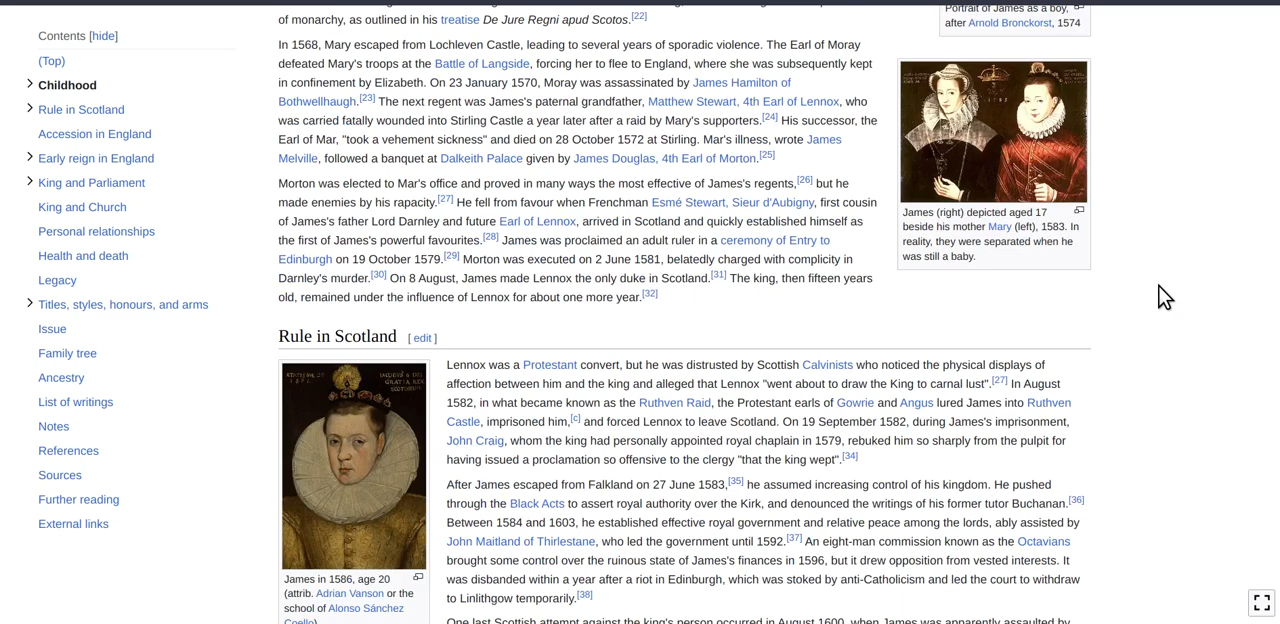 Contents [hide]
(Top)
Childhood
Rule in Scotland
Accession in England
Early reign in England
King and Parliament
King and Church
Personal relationships
Health and death
Legacy
Titles, styles, honours, and arms
Issue
Family tree
Ancestry
List of writings
Notes
References
Sources
Further reading
External links
of monarchy, as outlined in his treatise De Jure Regni apud Scotos.[22]
In 1568, Mary escaped from Lochleven Castle, leading to several years of sporadic violence. The Earl of Moray
defeated Mary's troops at the Battle of Langside, forcing her to flee to England, where she was subsequently kept
in confinement by Elizabeth. On 23 January 1570, Moray was assassinated by James Hamilton of
Bothwellhaugh.[23] The next regent was James's paternal grandfather, Matthew Stewart, 4th Earl of Lennox, who
was carried fatally wounded into Stirling Castle a year later after a raid by Mary's supporters.[24] His successor, the
Earl of Mar, "took a vehement sickness" and died on 28 October 1572 at Stirling. Mar's illness, wrote James
Melville, followed a banquet at Dalkeith Palace given by James Douglas, 4th Earl of Morton.[25]
Morton was elected to Mar's office and proved in many ways the most effective of James's regents,[26] but he
made enemies by his rapacity.[27] He fell from favour when Frenchman Esmé Stewart, Sieur d'Aubigny, first cousin
of James's father Lord Darnley and future Earl of Lennox, arrived in Scotland and quickly established himself as
the first of James's powerful favourites.[28] James was proclaimed an adult ruler in a ceremony of Entry to
Edinburgh on 19 October 1579.[29] Morton was executed on 2 June 1581, belatedly charged with complicity in
Darnley's murder.[30] On 8 August, James made Lennox the only duke in Scotland.[31] The king, then fifteen years
old, remained under the influence of Lennox for about one more year.[32]
Portrait of James as a boy,
after Arnold Bronckorst, 1574
James (right) depicted aged 17
beside his mother Mary (left), 1583. In
reality, they were separated when he
was still a baby.
Rule in Scotland [ edit ]
James in 1586, age 20
(attrib. Adrian Vanson or the
school of Alonso Sánchez
Coello)
Lennox was a Protestant convert, but he was distrusted by Scottish Calvinists who noticed the physical displays of
affection between him and the king and alleged that Lennox "went about to draw the King to carnal lust".[27] In August
1582, in what became known as the Ruthven Raid, the Protestant earls of Gowrie and Angus lured James into Ruthven
Castle, imprisoned him,[c] and forced Lennox to leave Scotland. On 19 September 1582, during James's imprisonment,
John Craig, whom the king had personally appointed royal chaplain in 1579, rebuked him so sharply from the pulpit for
having issued a proclamation so offensive to the clergy "that the king wept".[34]
After James escaped from Falkland on 27 June 1583,[35] he assumed increasing control of his kingdom. He pushed
through the Black Acts to assert royal authority over the Kirk, and denounced the writings of his former tutor Buchanan.[36]
Between 1584 and 1603, he established effective royal government and relative peace among the lords, ably assisted by
John Maitland of Thirlestane, who led the government until 1592.[37] An eight-man commission known as the Octavians
brought some control over the ruinous state of James's finances in 1596, but it drew opposition from vested interests. It
was disbanded within a year after a riot in Edinburgh, which was stoked by anti-Catholicism and led the court to withdraw
to Linlithgow temporarily.[38]
One last Scottish attempt against the king's person occurred in August 1600, when James was apparently assaulted by